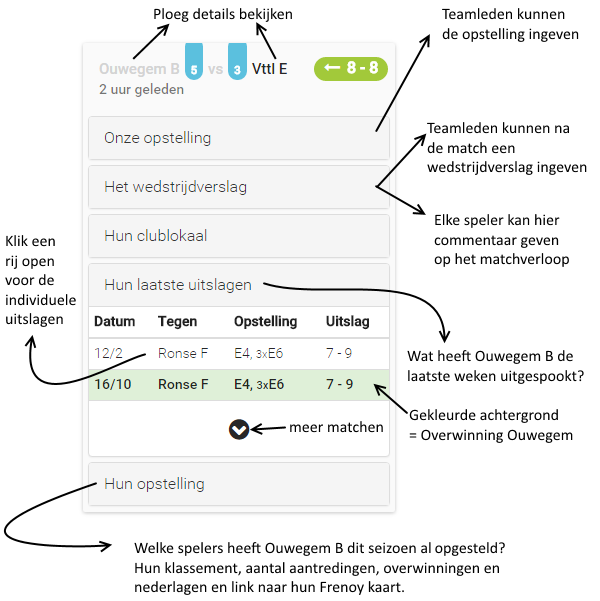 Ploeg details bekijken
Teamleden kunnen
de opstelling ingeven
Ouwegem B 5 vs 3 Vttl E
8 - 8
2 uur geleden
Onze opstelling
Teamleden kunnen na
de match een
wedstrijdverslag ingeven
Het wedstrijdverslag
Elke speler kan hier
commentaar geven
op het matchverloop
Hun clublokaal
Klik een
rij open
voor de
individuele
uitslagen
Hun laatste uitslagen
Datum Tegen Opstelling Uitslag
12/2 Ronse F E4, 3xE6 7 - 9
16/10 Ronse F E4, 3xE6 7 - 9
Wat heeft Ouwegem B de
laatste weken uitgespookt?
Gekleurde achtergrond
= Overwinning Ouwegem
meer matchen
Hun opstelling
Welke spelers heeft Ouwegem B dit seizoen al opgesteld?
Hun klassement, aantal aantredingen, overwinningen en
nederlagen en link naar hun Frenoy kaart.